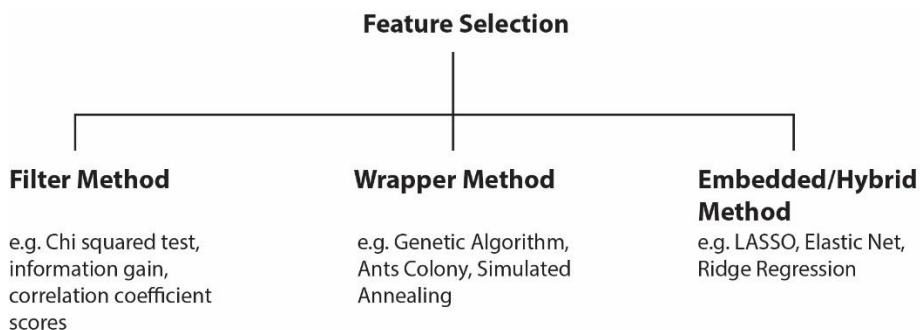 Feature Selection
Filter Method
e.g. Chi squared test,
information gain,
correlation coefficient
scores
Wrapper Method
e.g. Genetic Algorithm,
Ants Colony, Simulated
Annealing
Embedded/Hybrid
Method
e.g. LASSO, Elastic Net,
Ridge Regression